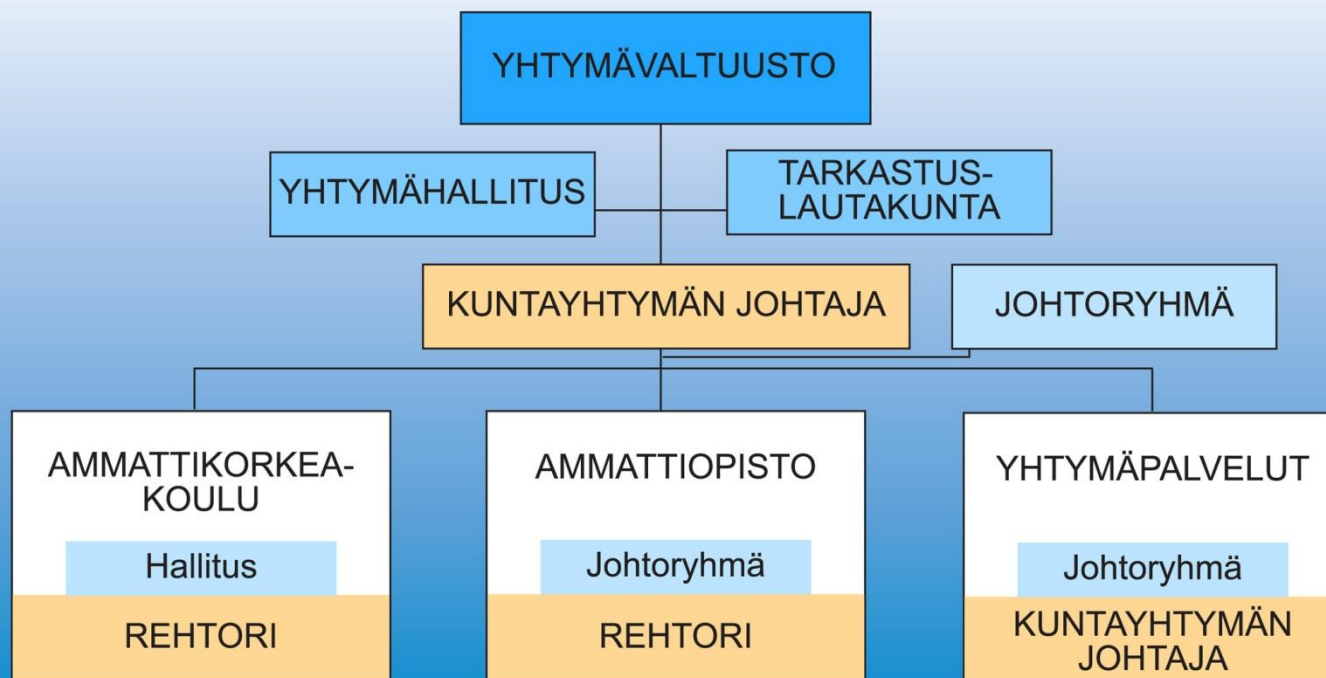 YHTYMÄVALTUUSTO
YHTYMÄHALLITUS
TARKASTUS-
LAUTAKUNTA
KUNTAYHTYMÄN JOHTAJA
JOHTORYHMÄ
AMMATTIKORKEA-
KOULU
Hallitus
REHTORI
AMMATTIOPISTO
Johtoryhmä
REHTORI
YHTYMÄPALVELUT
Johtoryhmä
KUNTAYHTYMÄN
JOHTAJA